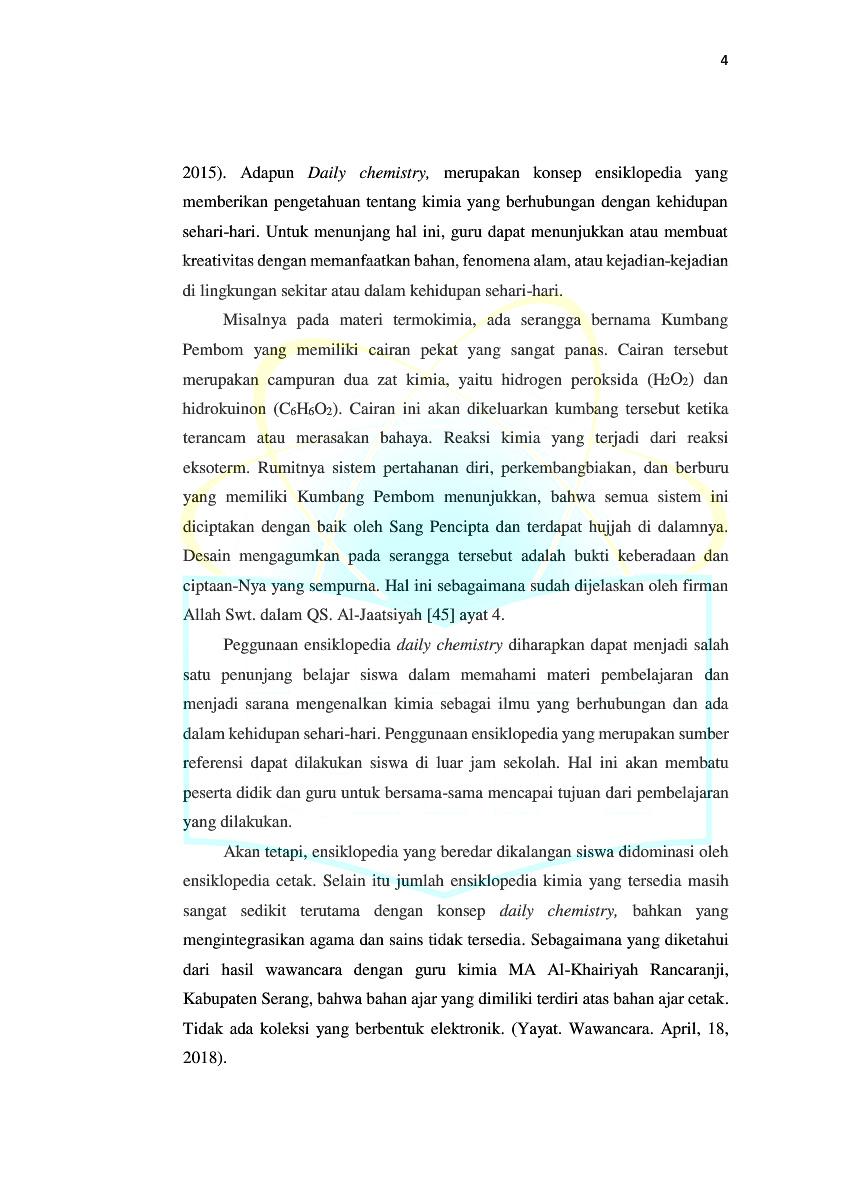 4
2015). Adapun Daily chemistry, merupakan konsep ensiklopedia yang
memberikan pengetahuan tentang kimia yang berhubungan dengan kehidupan
sehari-hari. Untuk menunjang hal ini, guru dapat menunjukkan atau membuat
kreativitas dengan memanfaatkan bahan, fenomena alam, atau kejadian-kejadian
di lingkungan sekitar atau dalam kehidupan sehari-hari.
Misalnya pada materi termokimia, ada serangga bernama Kumbang
Pembom yang memiliki cairan pekat yang sangat panas. Cairan tersebut
merupakan campuran dua zat kimia, yaitu hidrogen peroksida (H₂O₂) dan
hidrokuinon (C₆H₆O₂). Cairan ini akan dikeluarkan kumbang tersebut ketika
terancam atau merasakan bahaya. Reaksi kimia yang terjadi dari reaksi
eksoterm. Rumitnya sistem pertahanan diri, perkembangbiakan, dan berburu
yang memiliki Kumbang Pembom menunjukkan, bahwa semua sistem ini
diciptakan dengan baik oleh Sang Pencipta dan terdapat hujjah di dalamnya.
Desain mengagumkan pada serangga tersebut adalah bukti keberadaan dan
ciptaan-Nya yang sempurna. Hal ini sebagaimana sudah dijelaskan oleh firman
Allah Swt. dalam QS. Al-Jaatsiyah [45] ayat 4.
Peggunaan ensiklopedia daily chemistry diharapkan dapat menjadi salah
satu penunjang belajar siswa dalam memahami materi pembelajaran dan
menjadi sarana mengenalkan kimia sebagai ilmu yang berhubungan dan ada
dalam kehidupan sehari-hari. Penggunaan ensiklopedia yang merupakan sumber
referensi dapat dilakukan siswa di luar jam sekolah. Hal ini akan membatu
peserta didik dan guru untuk bersama-sama mencapai tujuan dari pembelajaran
yang dilakukan.
Akan tetapi, ensiklopedia yang beredar dikalangan siswa didominasi oleh
ensiklopedia cetak. Selain itu jumlah ensiklopedia kimia yang tersedia masih
sangat sedikit terutama dengan konsep daily chemistry, bahkan yang
mengintegrasikan agama dan sains tidak tersedia. Sebagaimana yang diketahui
dari hasil wawancara dengan guru kimia MA Al-Khairiyah Rancaranji,
Kabupaten Serang, bahwa bahan ajar yang dimiliki terdiri atas bahan ajar cetak.
Tidak ada koleksi yang berbentuk elektronik. (Yayat. Wawancara. April, 18,
2018).